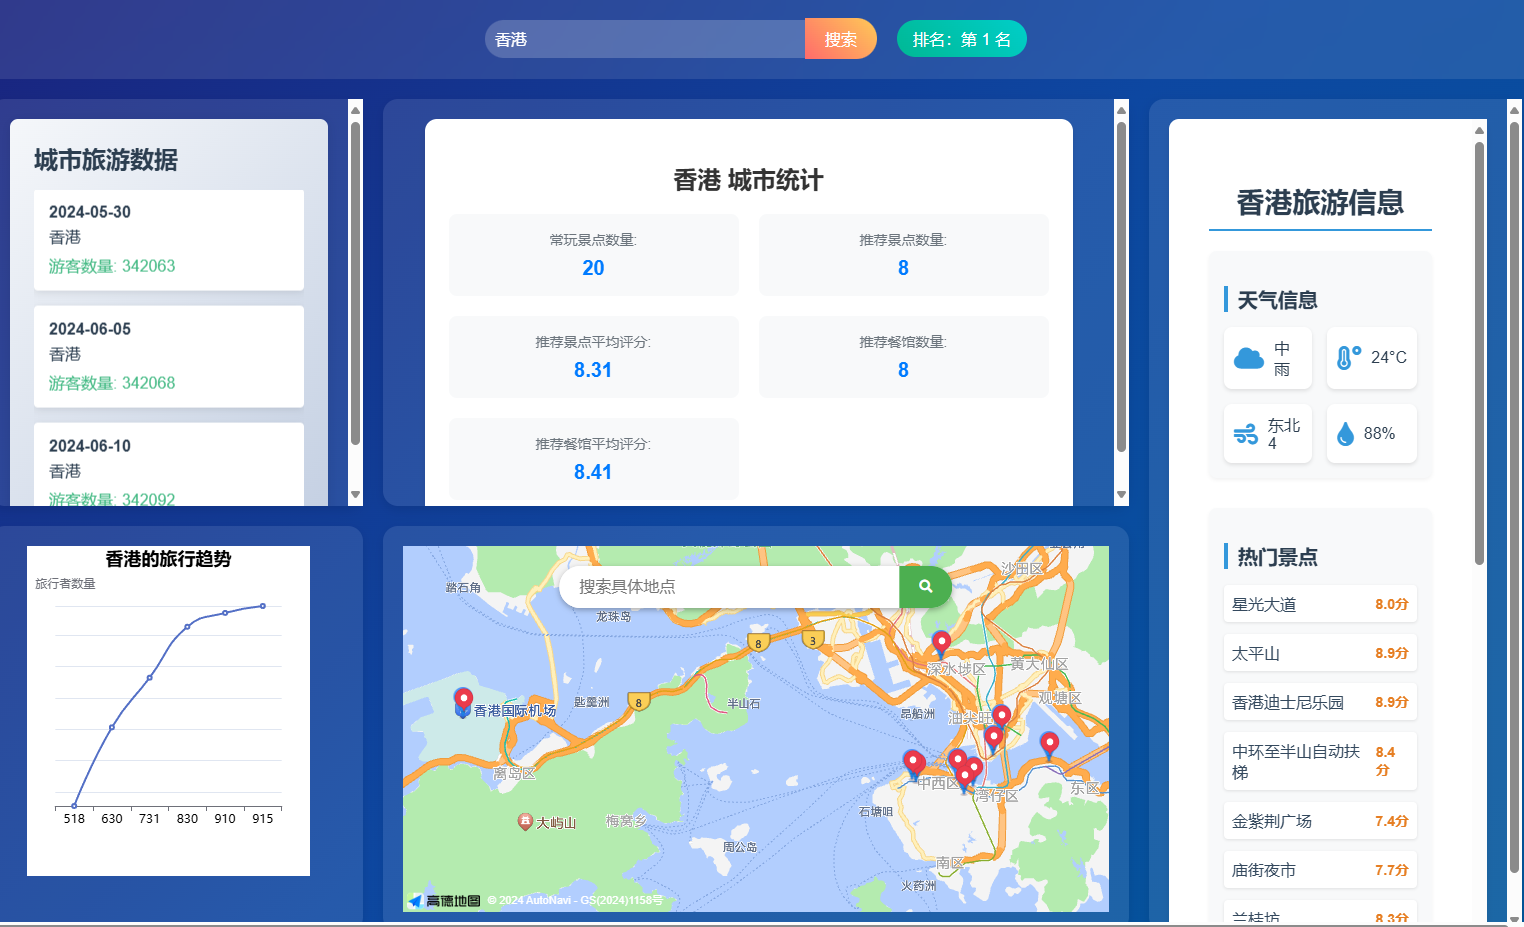 香港
搜索
排名：第 1 名
城市旅游数据
2024-05-30
香港
游客数量: 342063
2024-06-05
香港
游客数量: 342068
2024-06-10
香港
游客数量: 342092
香港 城市统计
常玩景点数量:
20
推荐景点数量:
8
推荐景点平均评分:
8.31
推荐餐馆数量:
8
推荐餐馆平均评分:
8.41
香港旅游信息
天气信息
中
雨
24°C
东北
4
88%
热门景点
星光大道 8.0分
太平山 8.9分
香港迪士尼乐园 8.9分
中环至半山自动扶 8.4
梯 分
金紫荆广场 7.4分
庙街夜市 7.7分
兰桂坊 8.3分
香港的旅行趋势
旅行者数量
518 630 731 830 910 915
搜索具体地点
踏石角
龙珠岛
沙田区
8
3
深水埗区
黄大仙区
观塘区
香港国际机场
匙羹洲
8
半山石
昂船洲
油尖旺
离岛区
中西区
湾仔区
东区
大屿山
梅窝乡
石塘咀
周公岛
南区
火药洲
高德地图
© 2024 AutoNavi - GS(2024)1158号